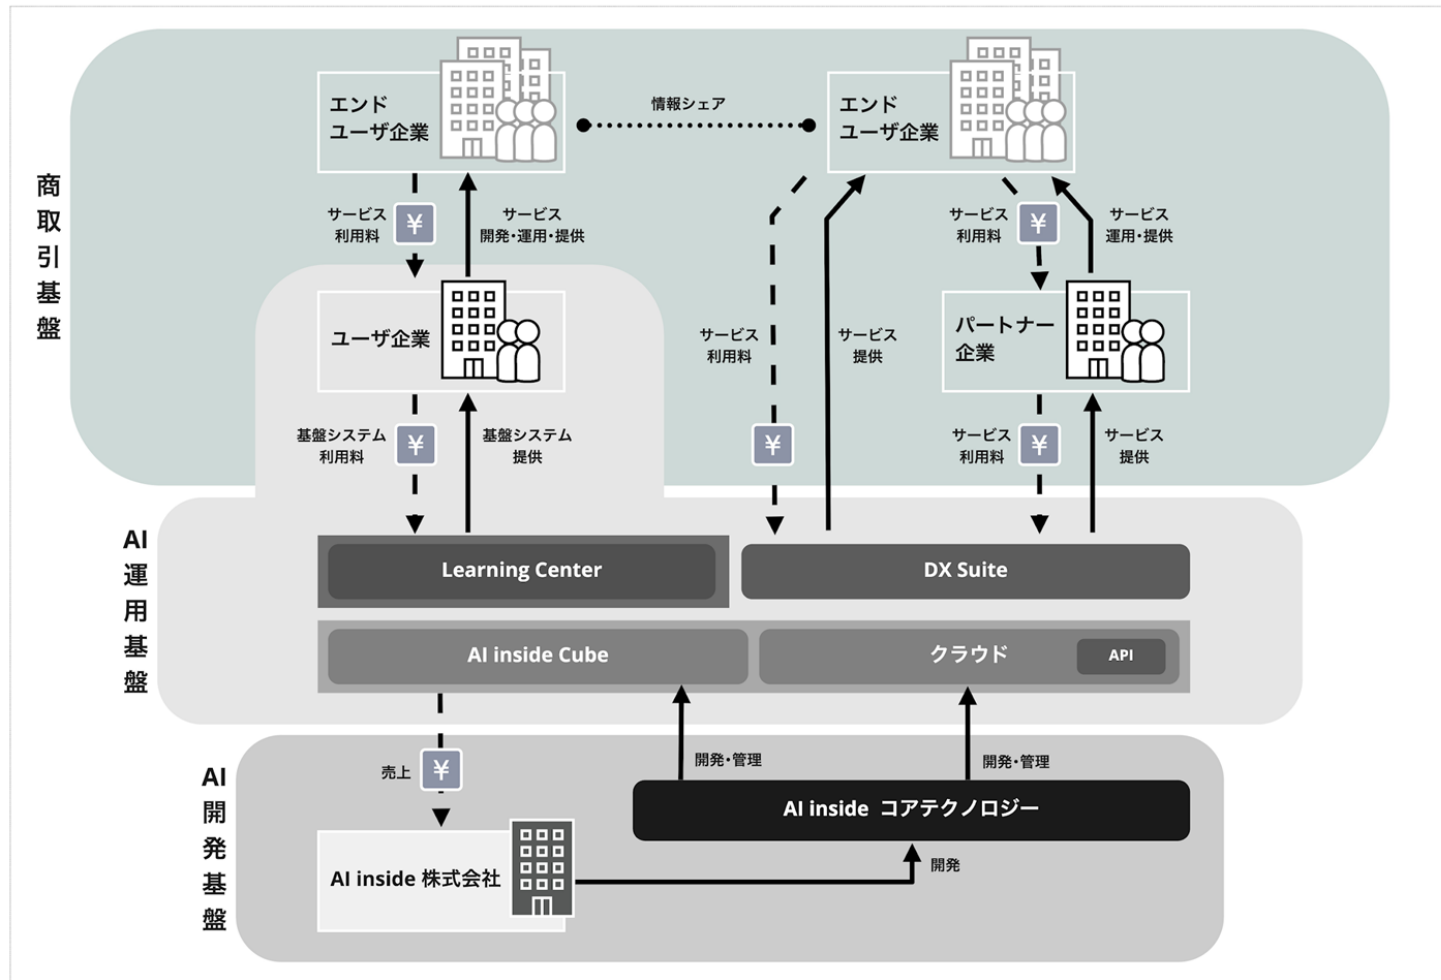 商取引基盤
エンド
ユーザ企業
情報シェア
エンド
ユーザ企業
サービス
利用料
¥
サービス
開発・運用・提供
サービス
利用料
¥
サービス
運用・提供
ユーザ企業
サービス
利用料
¥
サービス
提供
パートナー
企業
基盤システム
利用料
¥
基盤システム
提供
サービス
利用料
¥
サービス
提供
AI運用基盤
Learning Center
DX Suite
AI inside Cube
クラウド
API
AI開発基盤
売上
¥
開発・管理
開発・管理
AI inside コアテクノロジー
AI inside 株式会社
開発